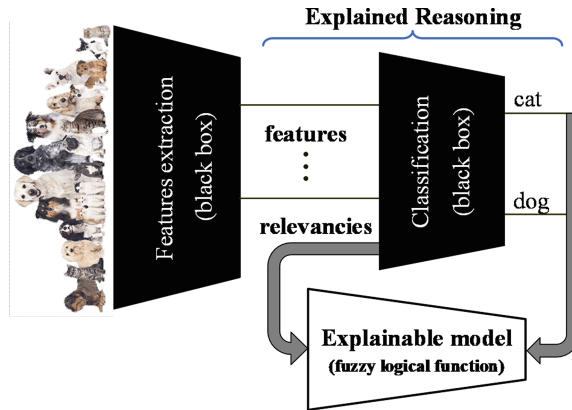 Explained Reasoning
Features extraction
(black box)
features
relevancies
Classification
(black box)
cat
dog
Explainable model
(fuzzy logical function)